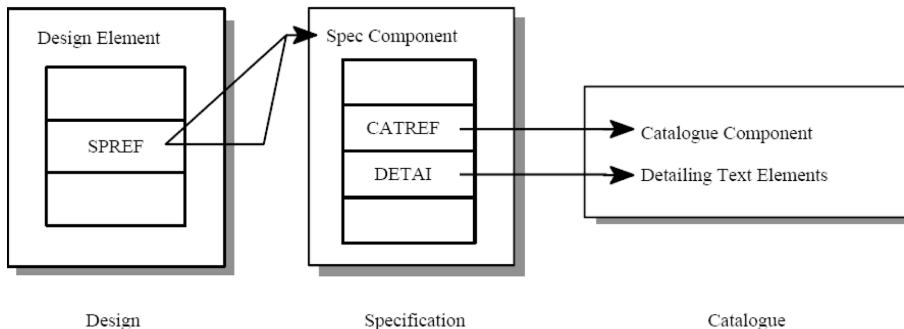 Design Element
Spec Component
SPREF
CATREF
Catalogue Component
DETAI
Detailing Text Elements
Design
Specification
Catalogue